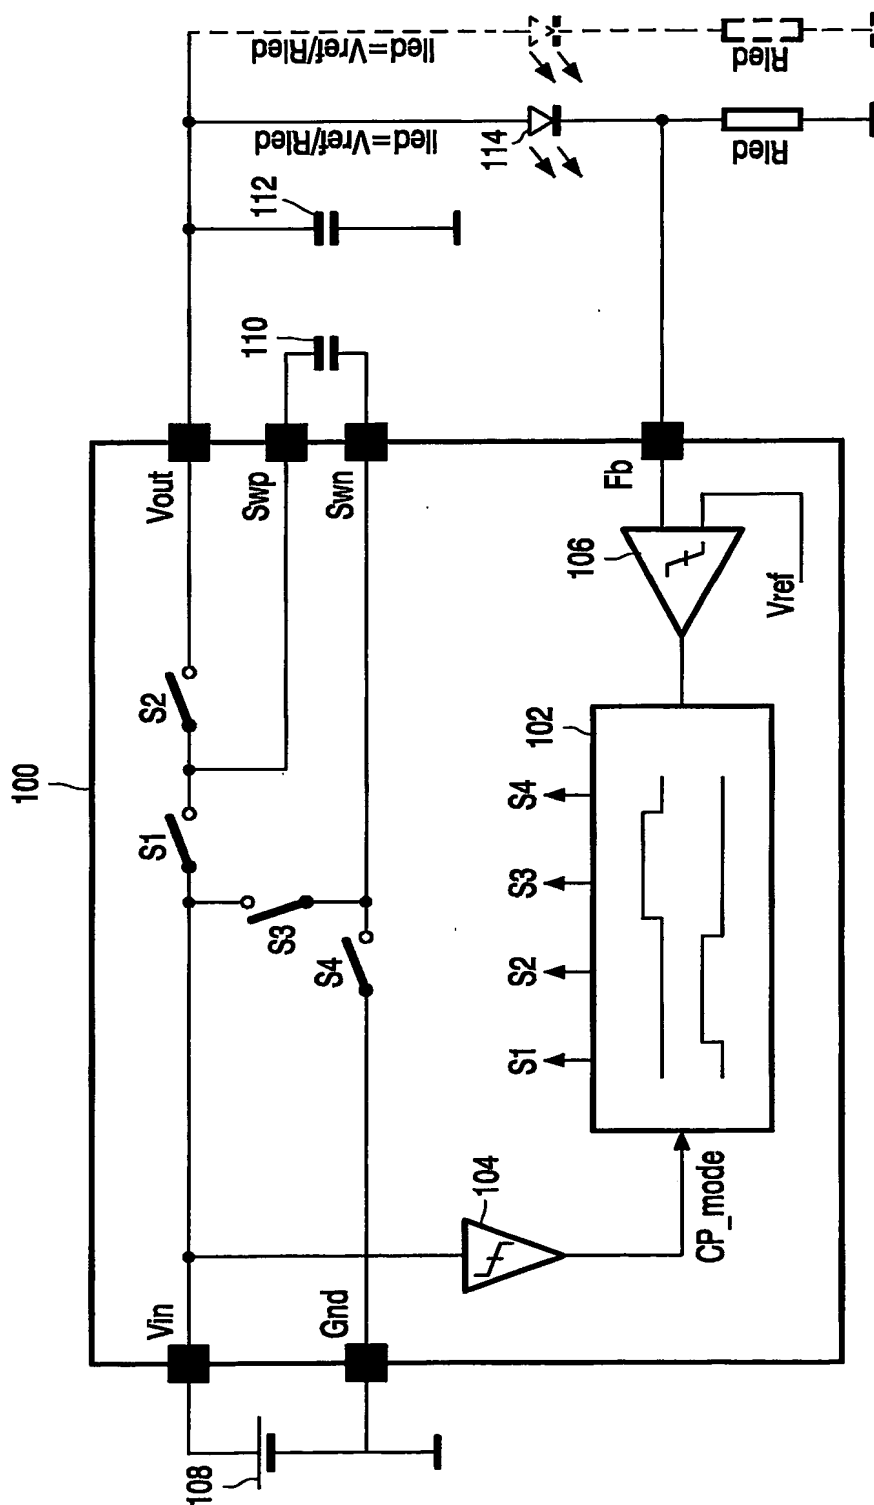 100
108
Vin
S1
S2
Vout
112
Iled=Vref/Rled
Iled=Vref/Rled
S3
Swp
110
Gnd
S4
Swn
114
Rled
Rled
104
S1
S2
S3
S4
102
106
Fb
CP_mode
Vref